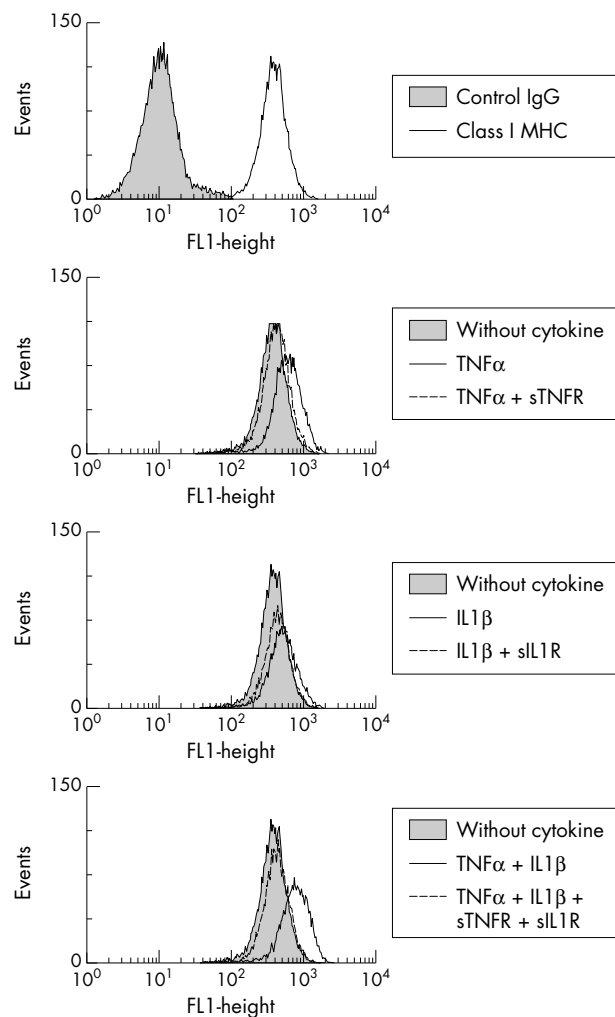 150
Events
0
10⁰ 10¹ 10² 10³ 10⁴
FL1-height
Control IgG
Class I MHC
150
Events
0
10⁰ 10¹ 10² 10³ 10⁴
FL1-height
Without cytokine
TNFα
TNFα + sTNFR
150
Events
0
10⁰ 10¹ 10² 10³ 10⁴
FL1-height
Without cytokine
IL1β
IL1β + sIL1R
150
Events
0
10⁰ 10¹ 10² 10³ 10⁴
FL1-height
Without cytokine
TNFα + IL1β
TNFα + IL1β +
sTNFR + sIL1R